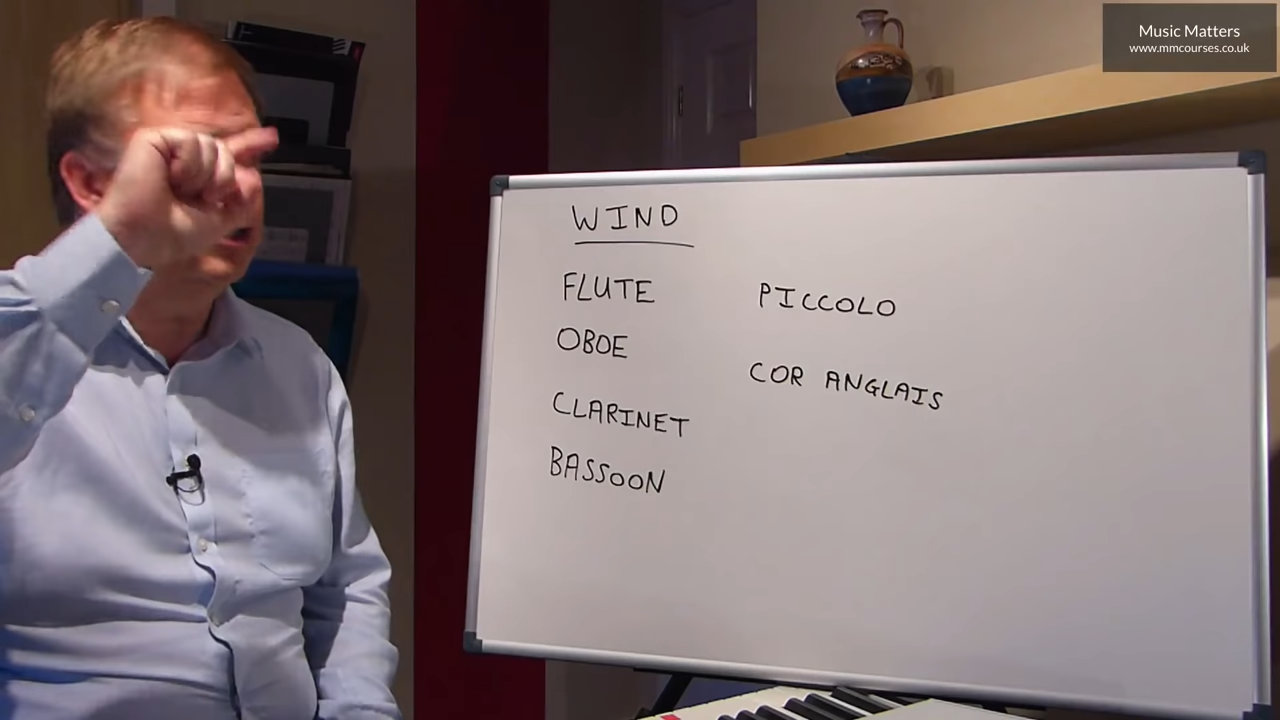 Music Matters
www.mmcourses.co.uk
WIND
FLUTE PICCOLO
OBOE
COR ANGLAIS
CLARINET
BASSOON